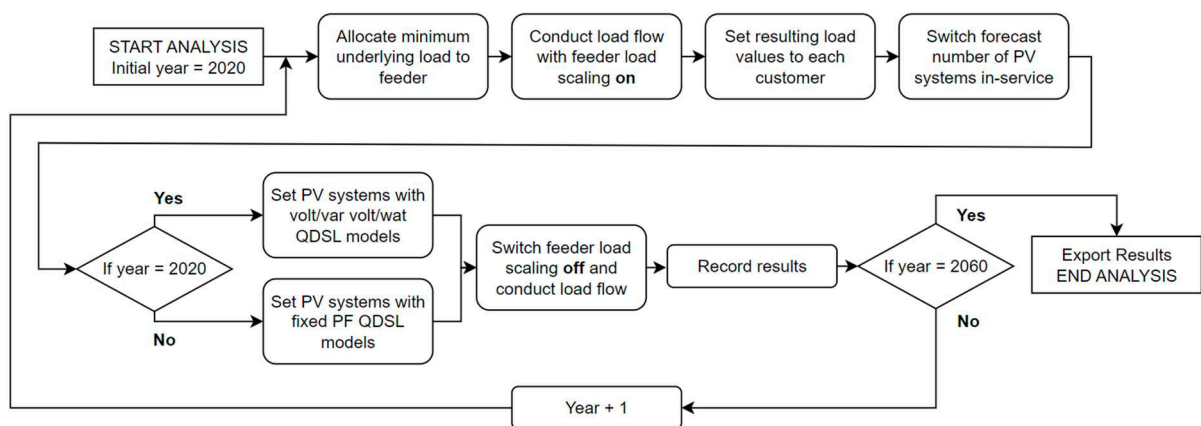 START ANALYSIS
Initial year = 2020
Allocate minimum
underlying load to
feeder
Conduct load flow
with feeder load
scaling on
Set resulting load
values to each
customer
Switch forecast
number of PV
systems in-service
If year = 2020
Yes
Set PV systems with
volt/var volt/wat
QDSL models
No
Set PV systems with
fixed PF QDSL
models
Switch feeder load
scaling off and
conduct load flow
Record results
If year = 2060
Yes
Export Results
END ANALYSIS
No
Year + 1